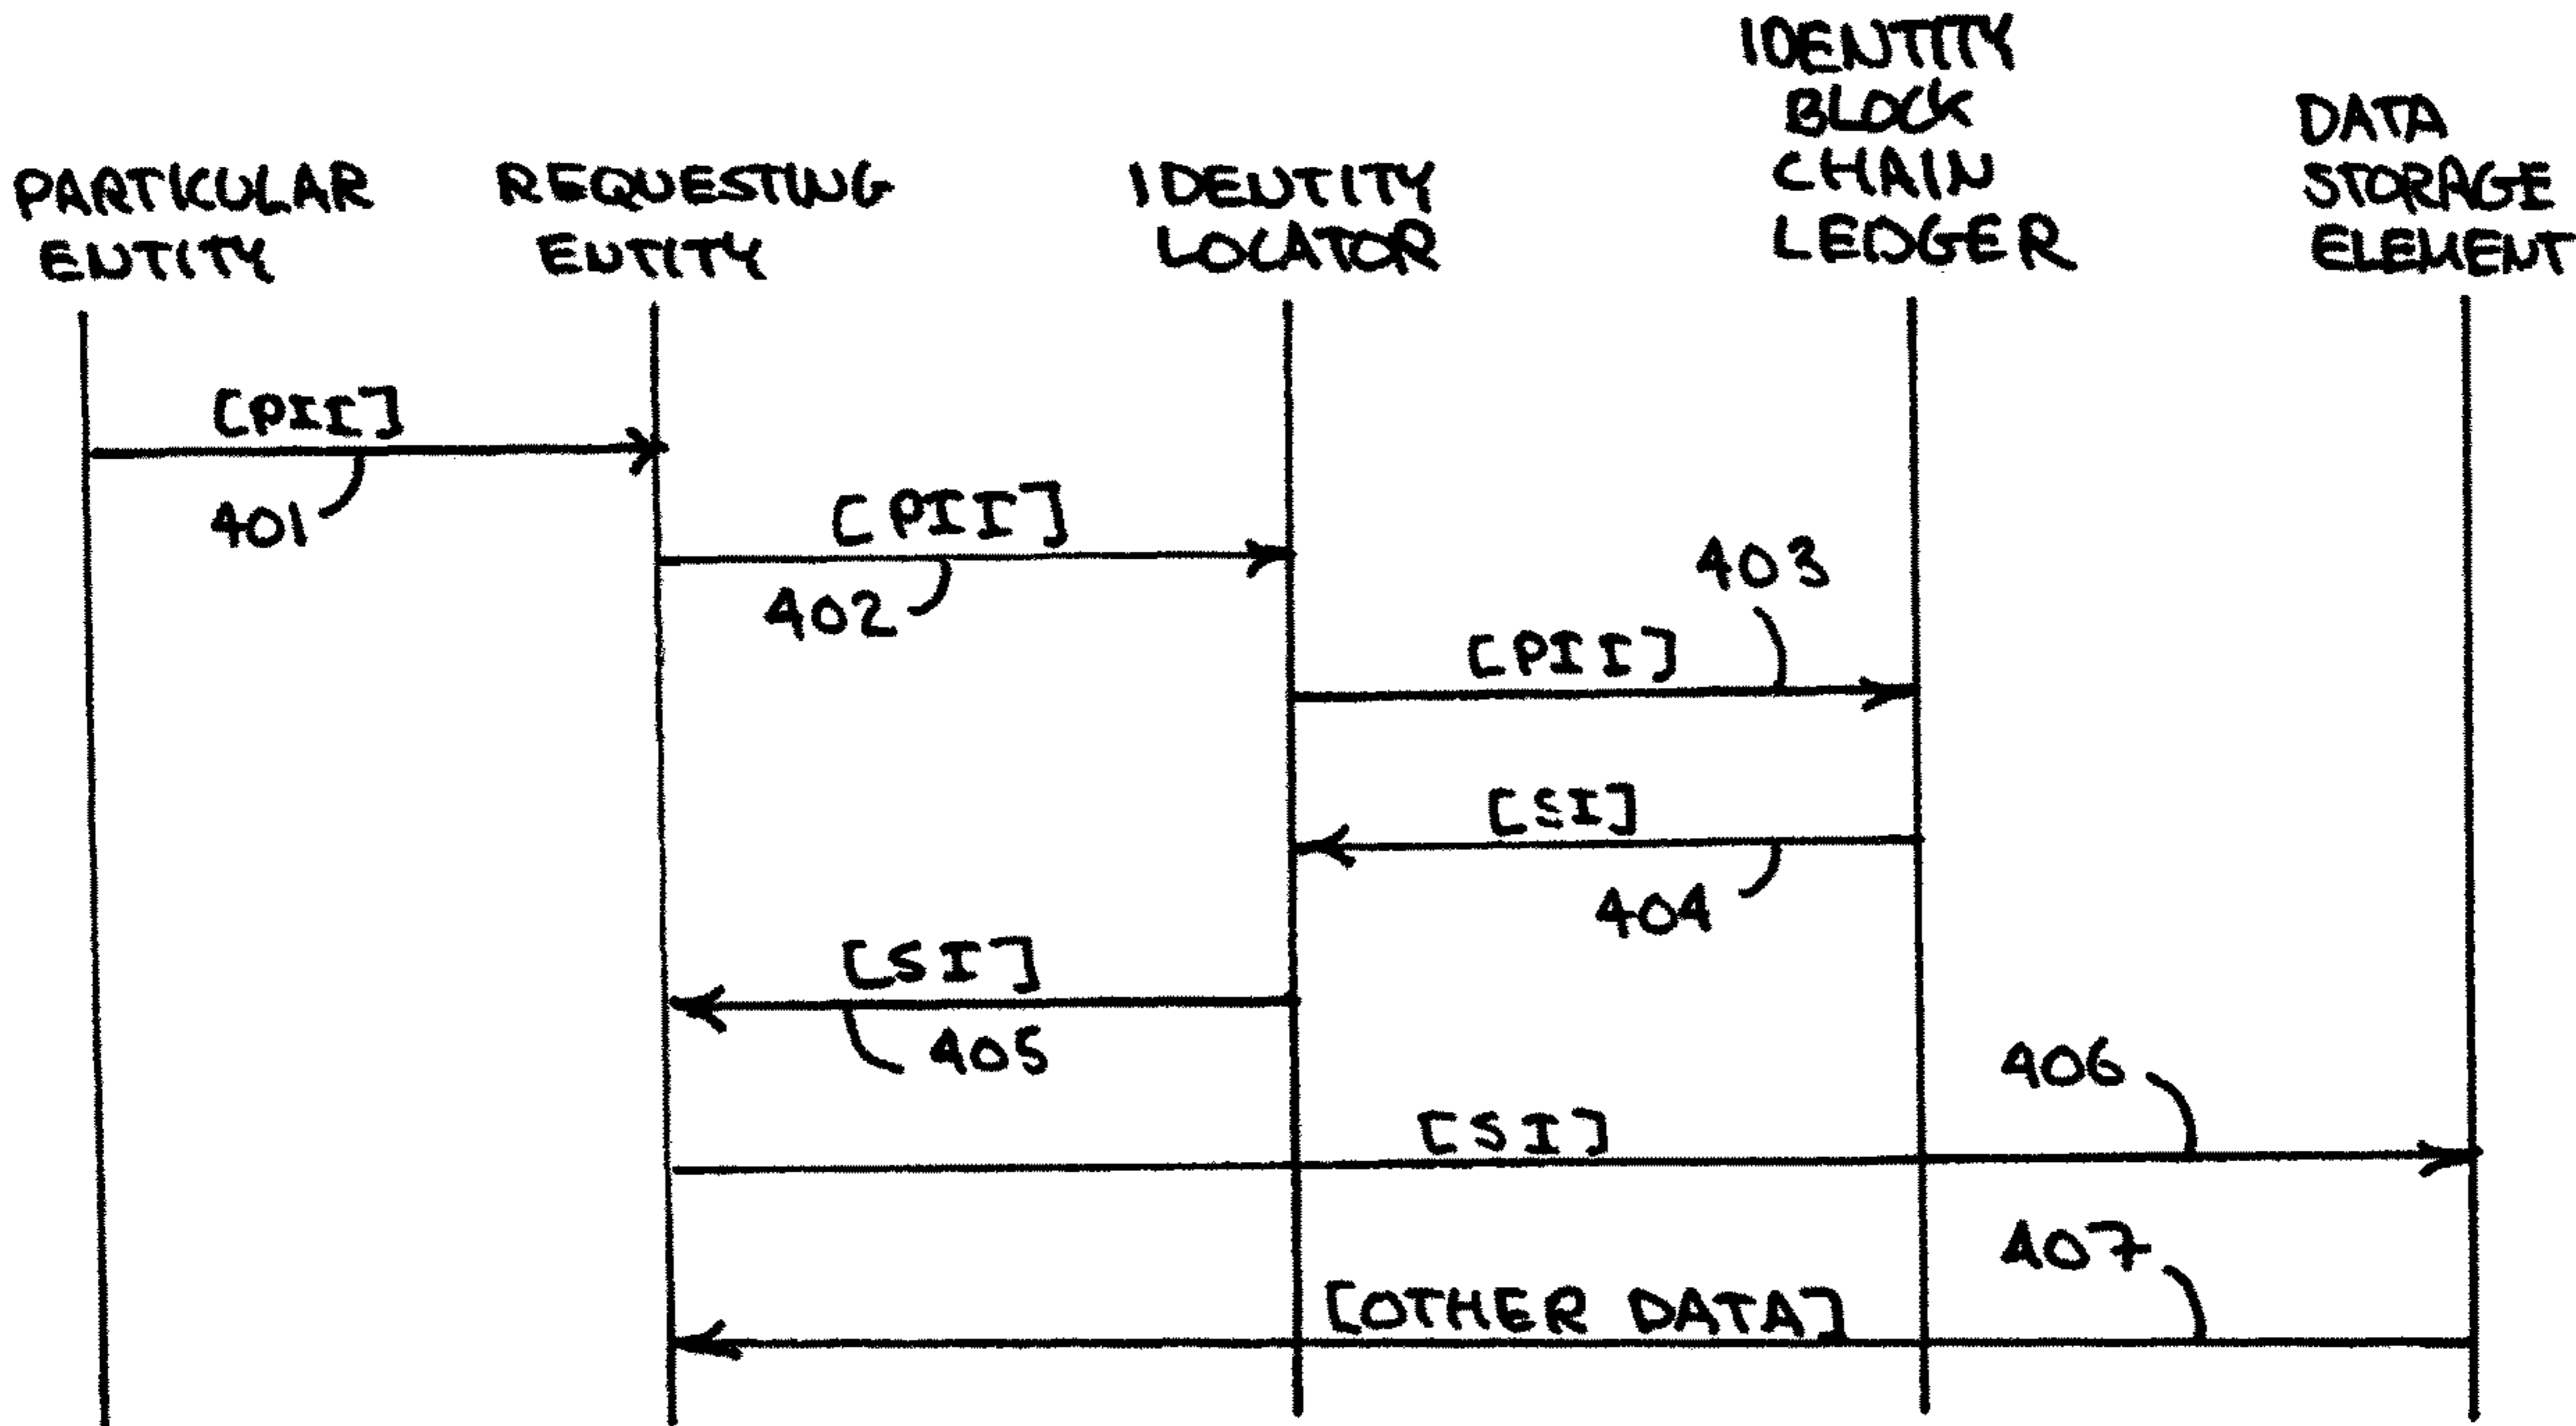 PARTICULAR
ENTITY
REQUESTING
ENTITY
IDENTITY
LOCATOR
IDENTITY
BLOCK
CHAIN
LEDGER
DATA
STORAGE
ELEMENT
[PII]
401
[PII]
402
403
[PII]
[SI]
404
[SI]
405
406
[SI]
407
[OTHER DATA]